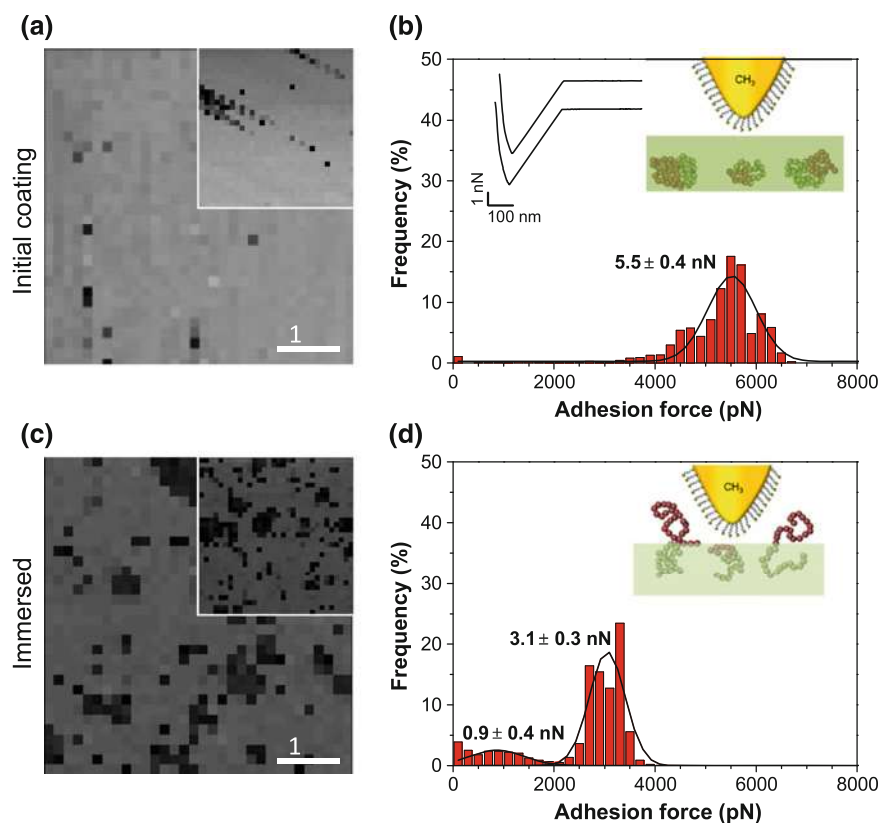 (a)
Initial coating
1
(b)
Frequency (%)
50
40
30
20
10
0
1 nN
100 nm
CH3
5.5 ± 0.4 nN
0 2000 4000 6000 8000
Adhesion force (pN)
(c)
Immersed
1
(d)
Frequency (%)
50
40
30
20
10
0
CH3
3.1 ± 0.3 nN
0.9 ± 0.4 nN
0 2000 4000 6000 8000
Adhesion force (pN)